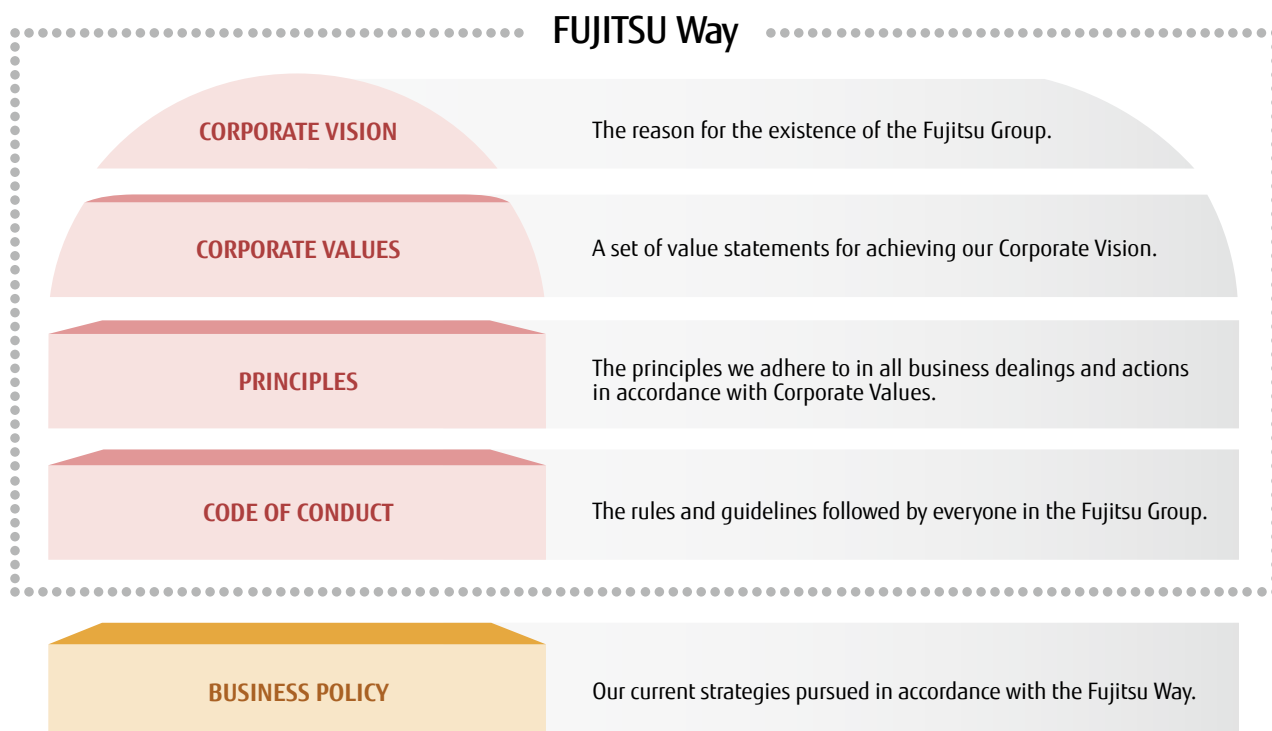 FUJITSU Way
CORPORATE VISION
The reason for the existence of the Fujitsu Group.
CORPORATE VALUES
A set of value statements for achieving our Corporate Vision.
PRINCIPLES
The principles we adhere to in all business dealings and actions
in accordance with Corporate Values.
CODE OF CONDUCT
The rules and guidelines followed by everyone in the Fujitsu Group.
BUSINESS POLICY
Our current strategies pursued in accordance with the Fujitsu Way.